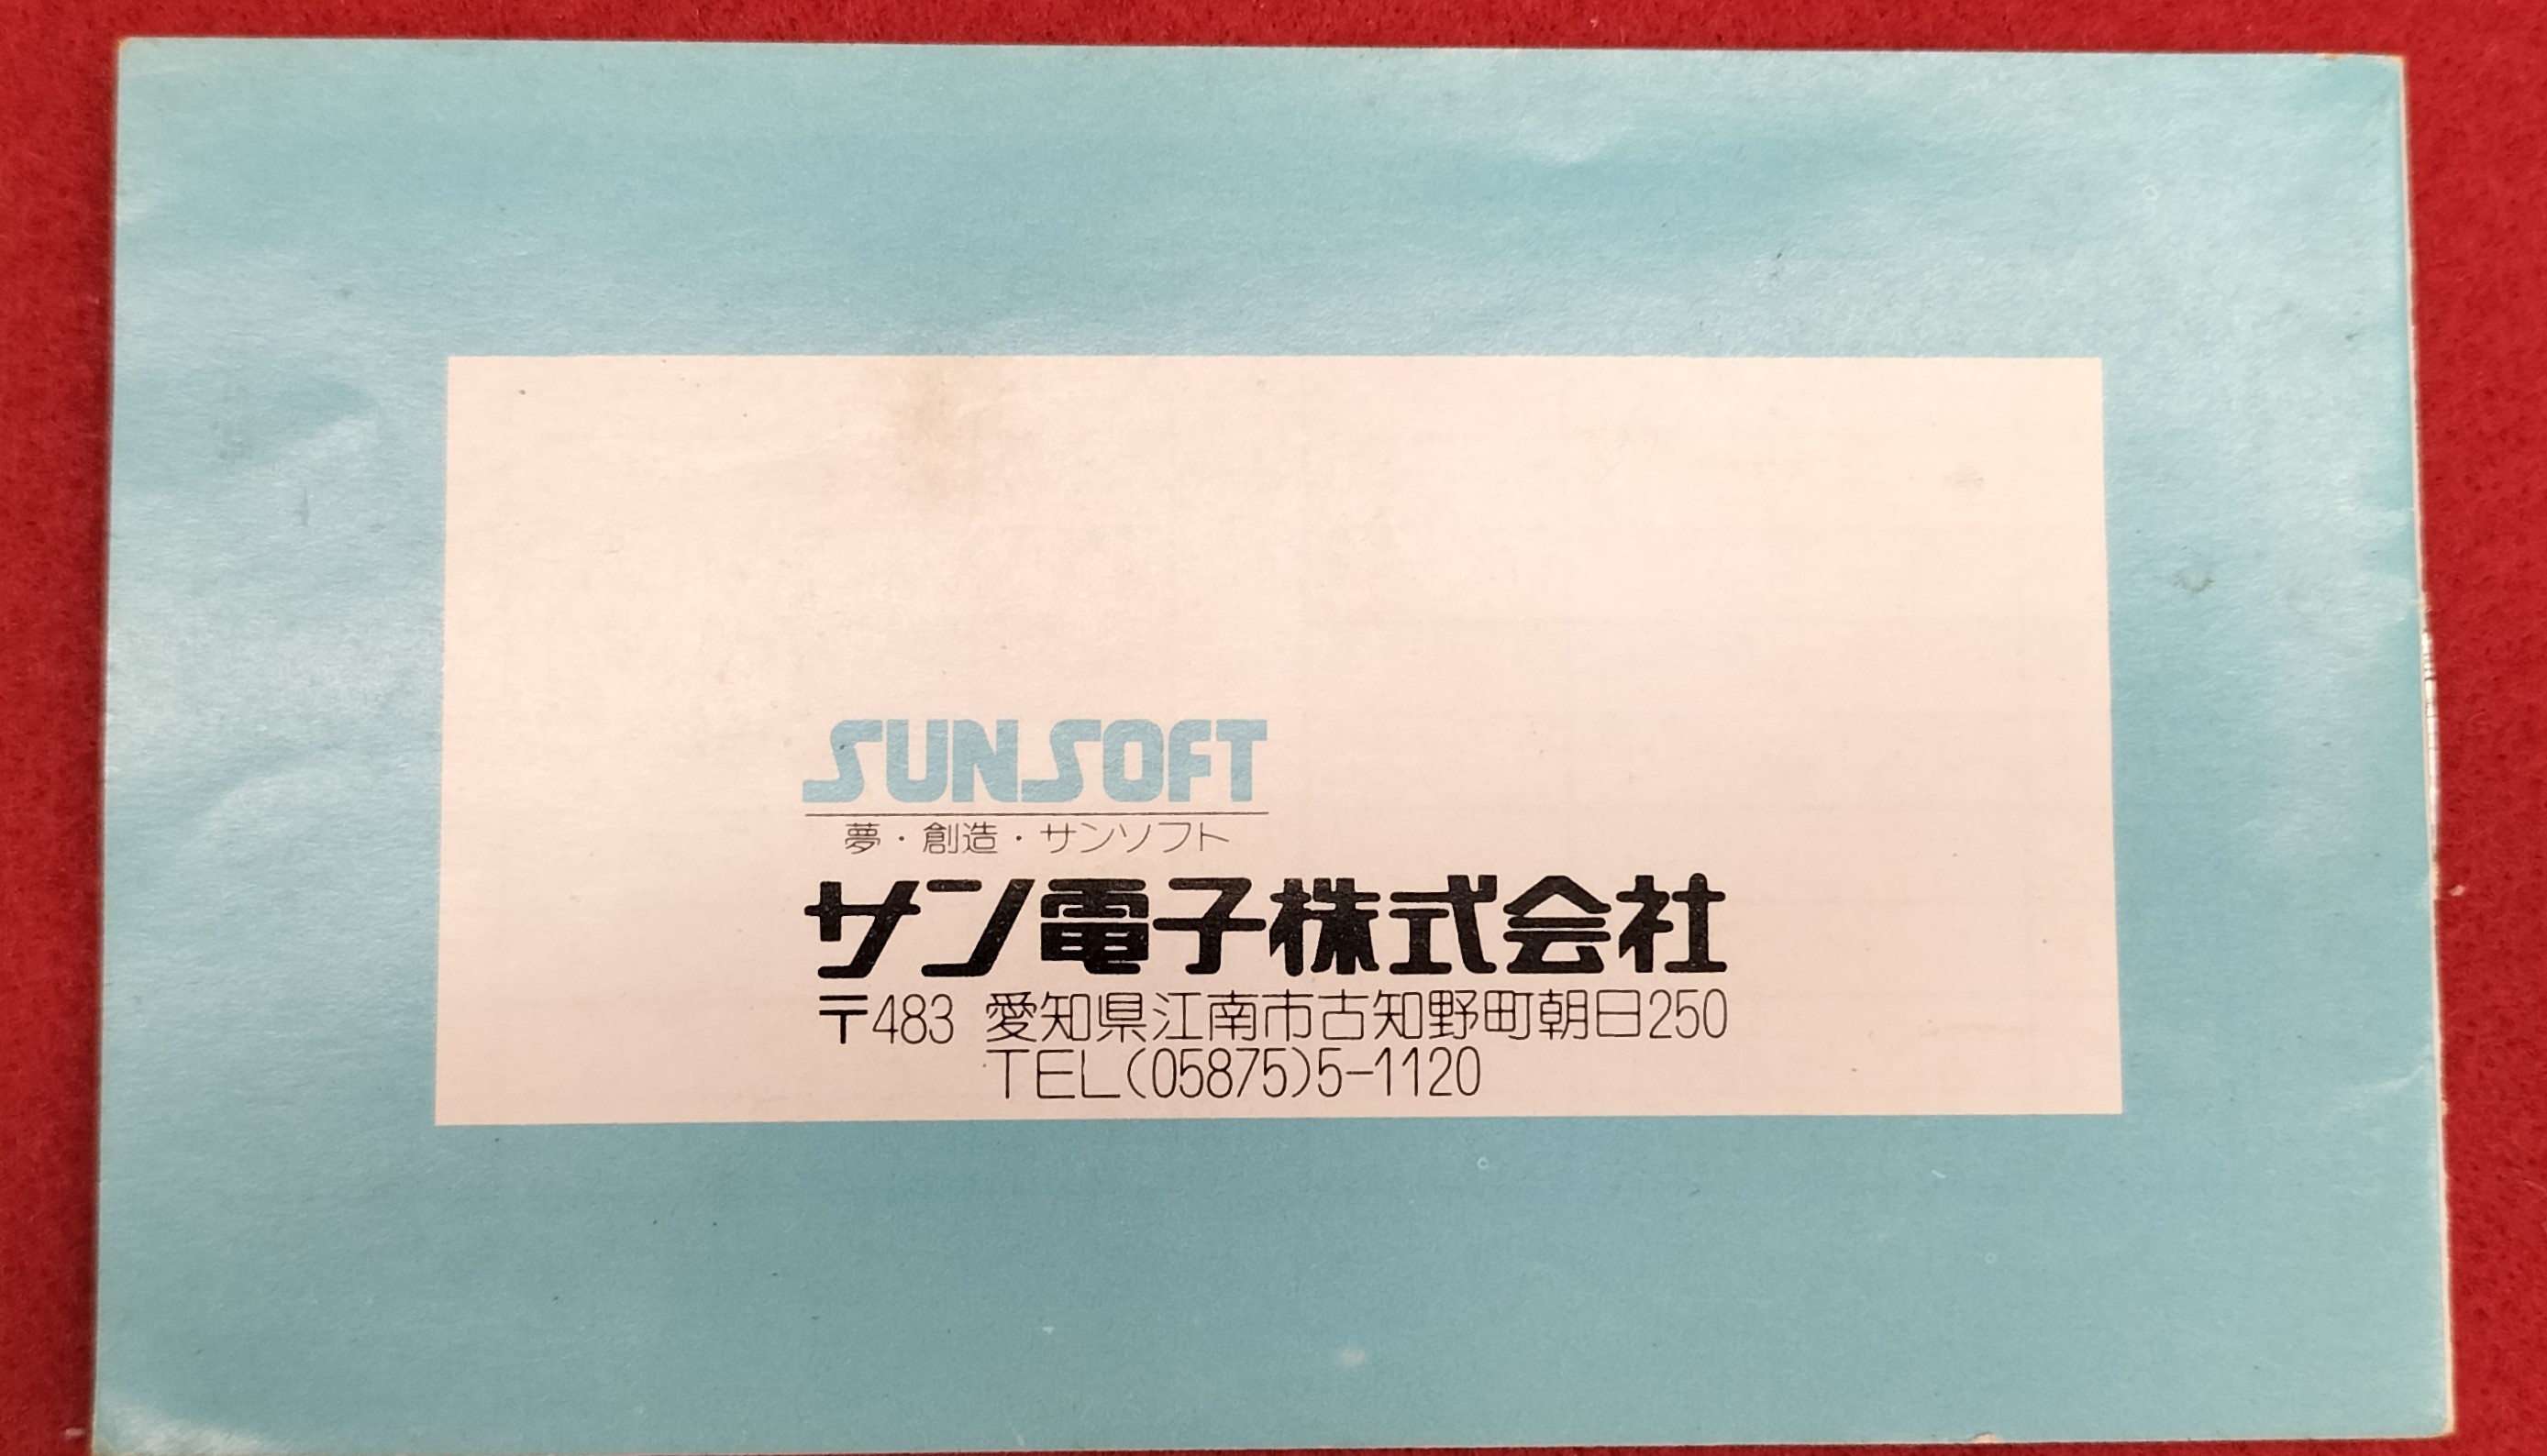 SUNSOFT
夢・創造・サンソフト
サン電子株式会社
〒483 愛知県江南市古知野町朝日250
TEL(05875)5-1120